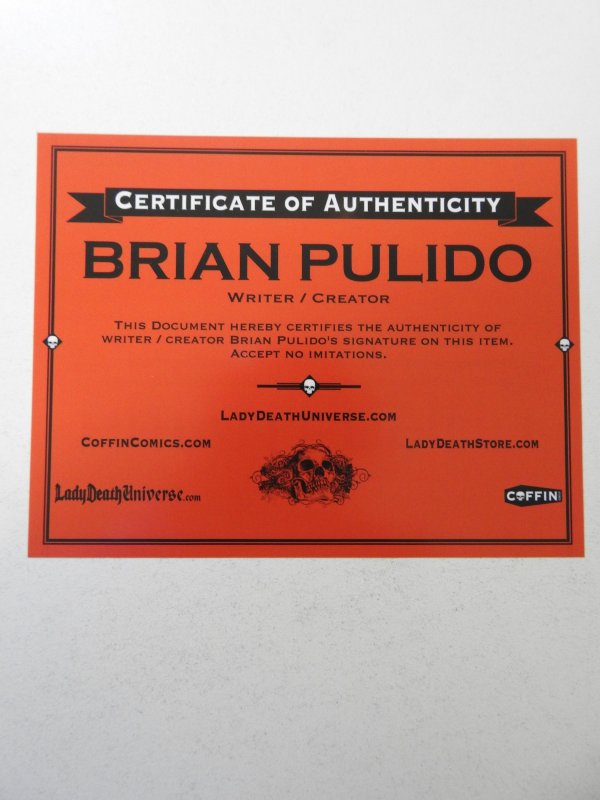 Certificate of Authenticity
BRIAN PULIDO
Writer / Creator
This Document hereby certifies the authenticity of
writer / creator Brian Pulido's signature on this item.
Accept no imitations.
LadyDeathUniverse.com
CoffinComics.com
LadyDeathStore.com
LadyDeathUniverse.com
COFFIN